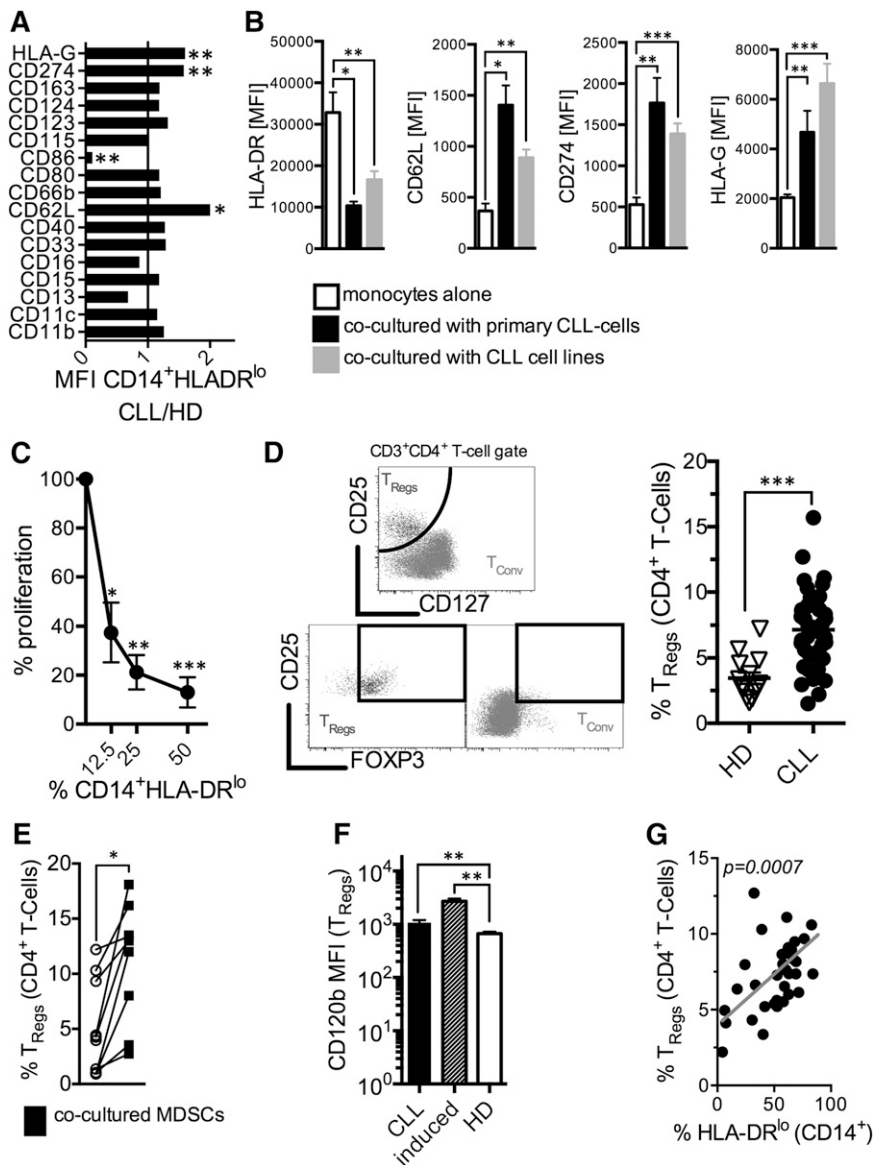 A
HLA-G
CD274
CD163
CD124
CD123
CD115
CD86
CD80
CD66b
CD62L
CD40
CD33
CD16
CD15
CD13
CD11c
CD11b
**
**
**
*
0 1 2
MFI CD14+HLADRlo
CLL/HD
B
HLA-DR [MFI]
50000
40000
30000
20000
10000
0
**
*
CD62L [MFI]
2000
1500
1000
500
0
**
*
CD274 [MFI]
2500
2000
1500
1000
500
0
***
**
HLA-G [MFI]
8000
6000
4000
2000
0
***
**
monocytes alone
co-cultured with primary CLL-cells
co-cultured with CLL cell lines
C
% proliferation
100
80
60
40
20
0
*
**
***
12.5 25 50
% CD14+HLA-DRlo
D
CD3+CD4+ T-cell gate
CD25
TRegs
TConv
CD127
CD25
TRegs
TConv
FOXP3
% TRegs (CD4+ T-Cells)
20
15
10
5
0
***
HD
CLL
E
% TRegs (CD4+ T-Cells)
20
15
10
5
0
*
co-cultured MDSCs
F
CD120b MFI (TRegs)
10^4
10^3
10^2
10^1
10^0
**
**
CLL
induced
HD
G
% TRegs (CD4+ T-Cells)
15
10
5
0
p=0.0007
0 50 100
% HLA-DRlo (CD14+)